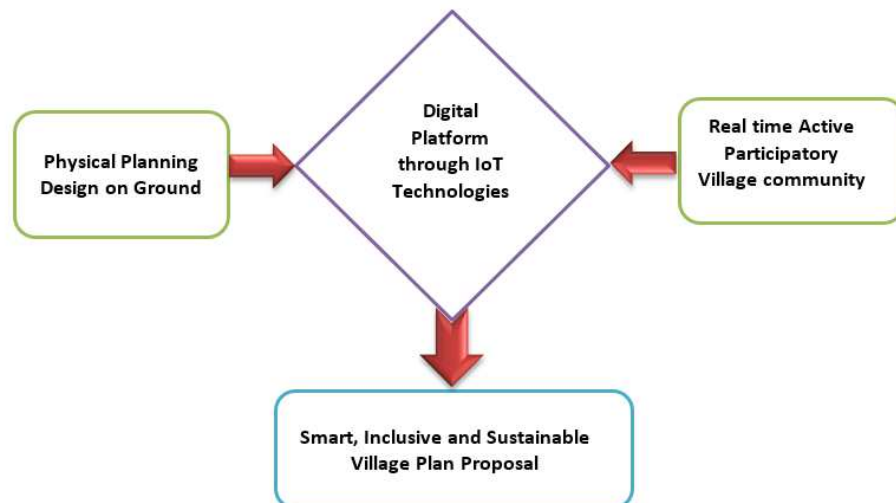 Physical Planning
Design on Ground
Digital
Platform
through IoT
Technologies
Real time Active
Participatory
Village community
Smart, Inclusive and Sustainable
Village Plan Proposal